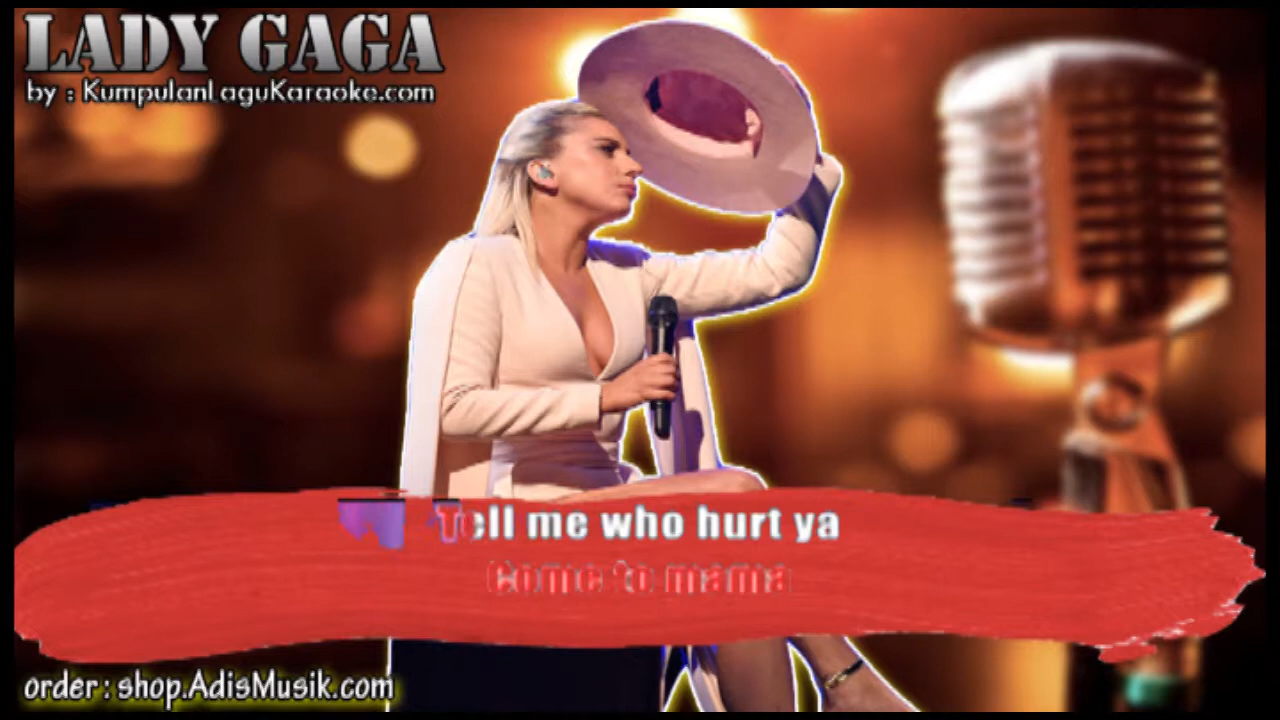 LADY GAGA
by : KumpulanLaguKaraoke.com
Tell me who hurt ya
Come to mama
order : shop.AdisMusik.com